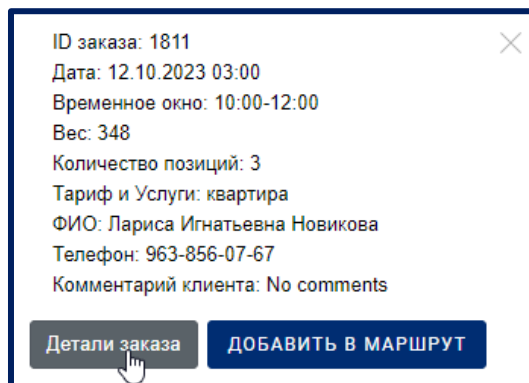 ID заказа: 1811
Дата: 12.10.2023 03:00
Временное окно: 10:00-12:00
Вес: 348
Количество позиций: 3
Тариф и Услуги: квартира
ФИО: Лариса Игнатьевна Новикова
Телефон: 963-856-07-67
Комментарий клиента: No comments
Детали заказа ДОБАВИТЬ В МАРШРУТ